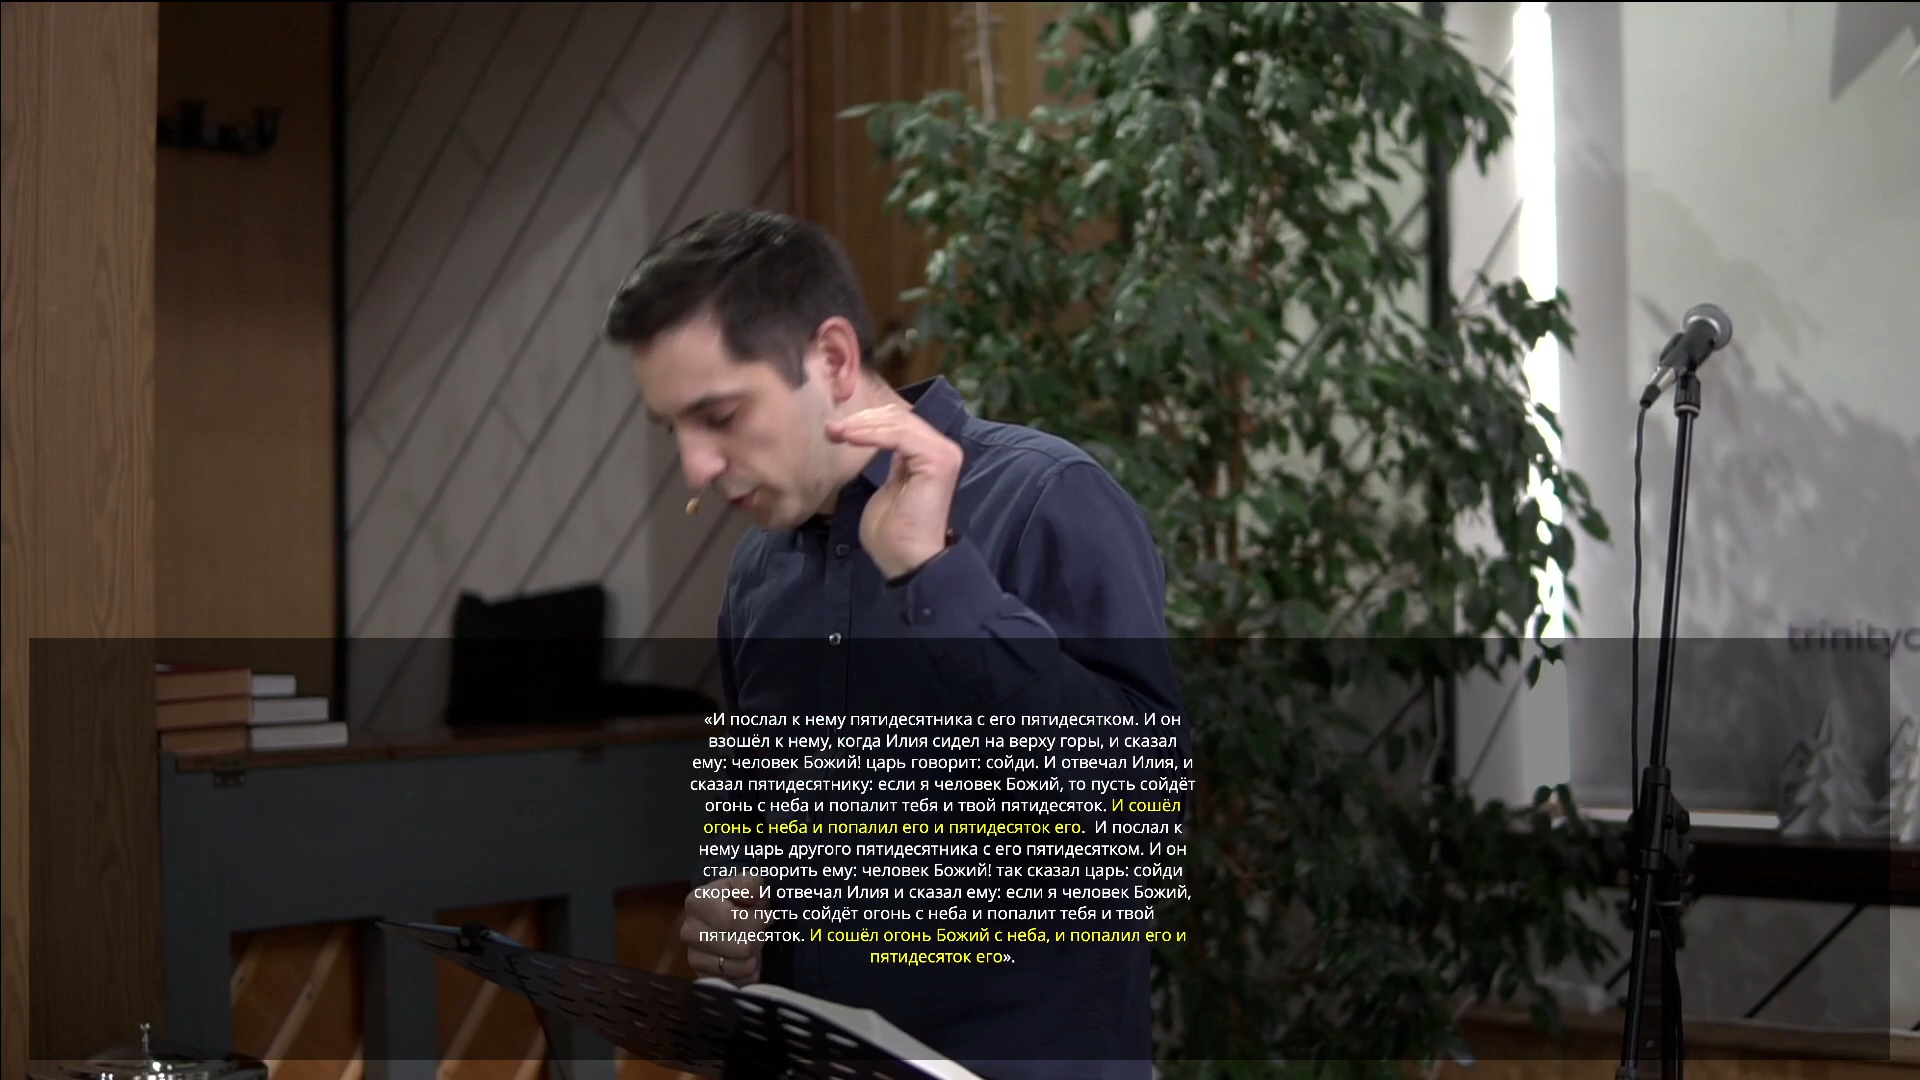 trinityc
«И послал к нему пятидесятника с его пятидесятком. И он
взошёл к нему, когда Илия сидел на верху горы, и сказал
ему: человек Божий! царь говорит: сойди. И отвечал Илия, и
сказал пятидесятнику: если я человек Божий, то пусть сойдёт
огонь с неба и попалит тебя и твой пятидесяток. И сошёл
огонь с неба и попалил его и пятидесяток его.  И послал к
нему царь другого пятидесятника с его пятидесятком. И он
стал говорить ему: человек Божий! так сказал царь: сойди
скорее. И отвечал Илия и сказал ему: если я человек Божий,
то пусть сойдёт огонь с неба и попалит тебя и твой
пятидесяток. И сошёл огонь Божий с неба, и попалил его и
пятидесяток его».